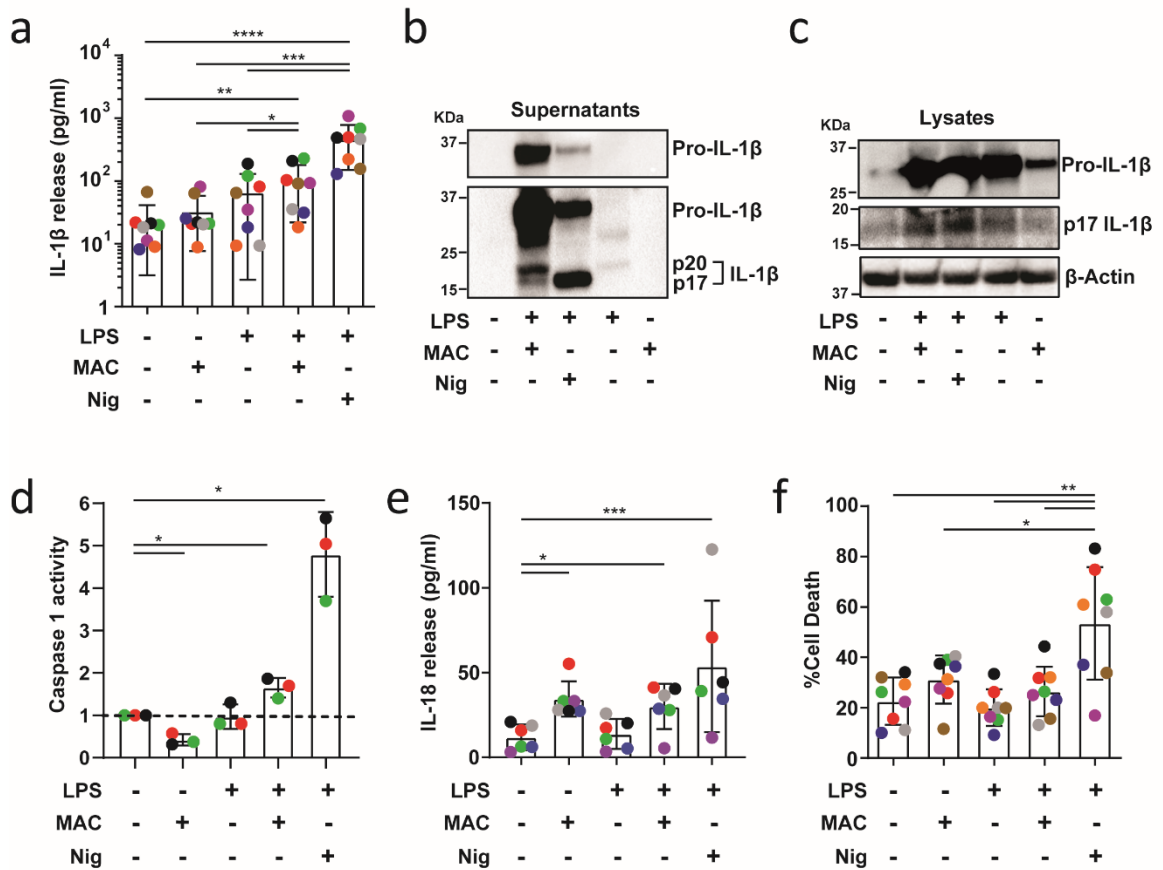 a
****
***
**
*
IL-1β release (pg/ml)
10⁴
10³
10²
10¹
1
LPS - - + + +
MAC - + - + -
Nig - - - - +
b
Supernatants
KDa
37
Pro-IL-1β
37
Pro-IL-1β
25
p20
p17 IL-1β
15
LPS - + + + -
MAC - + - - +
Nig - - + - -
c
Lysates
KDa
37
Pro-IL-1β
25
20
p17 IL-1β
15
β-Actin
37
LPS - + + + -
MAC - + - - +
Nig - - + - -
d
*
*
Caspase 1 activity
6
5
4
3
2
1
0
LPS - - + + +
MAC - + - + -
Nig - - - - +
e
***
*
IL-18 release (pg/ml)
150
100
50
0
LPS - - + + +
MAC - + - + -
Nig - - - - +
f
**
*
%Cell Death
100
80
60
40
20
0
LPS - - + + +
MAC - + - + -
Nig - - - - +